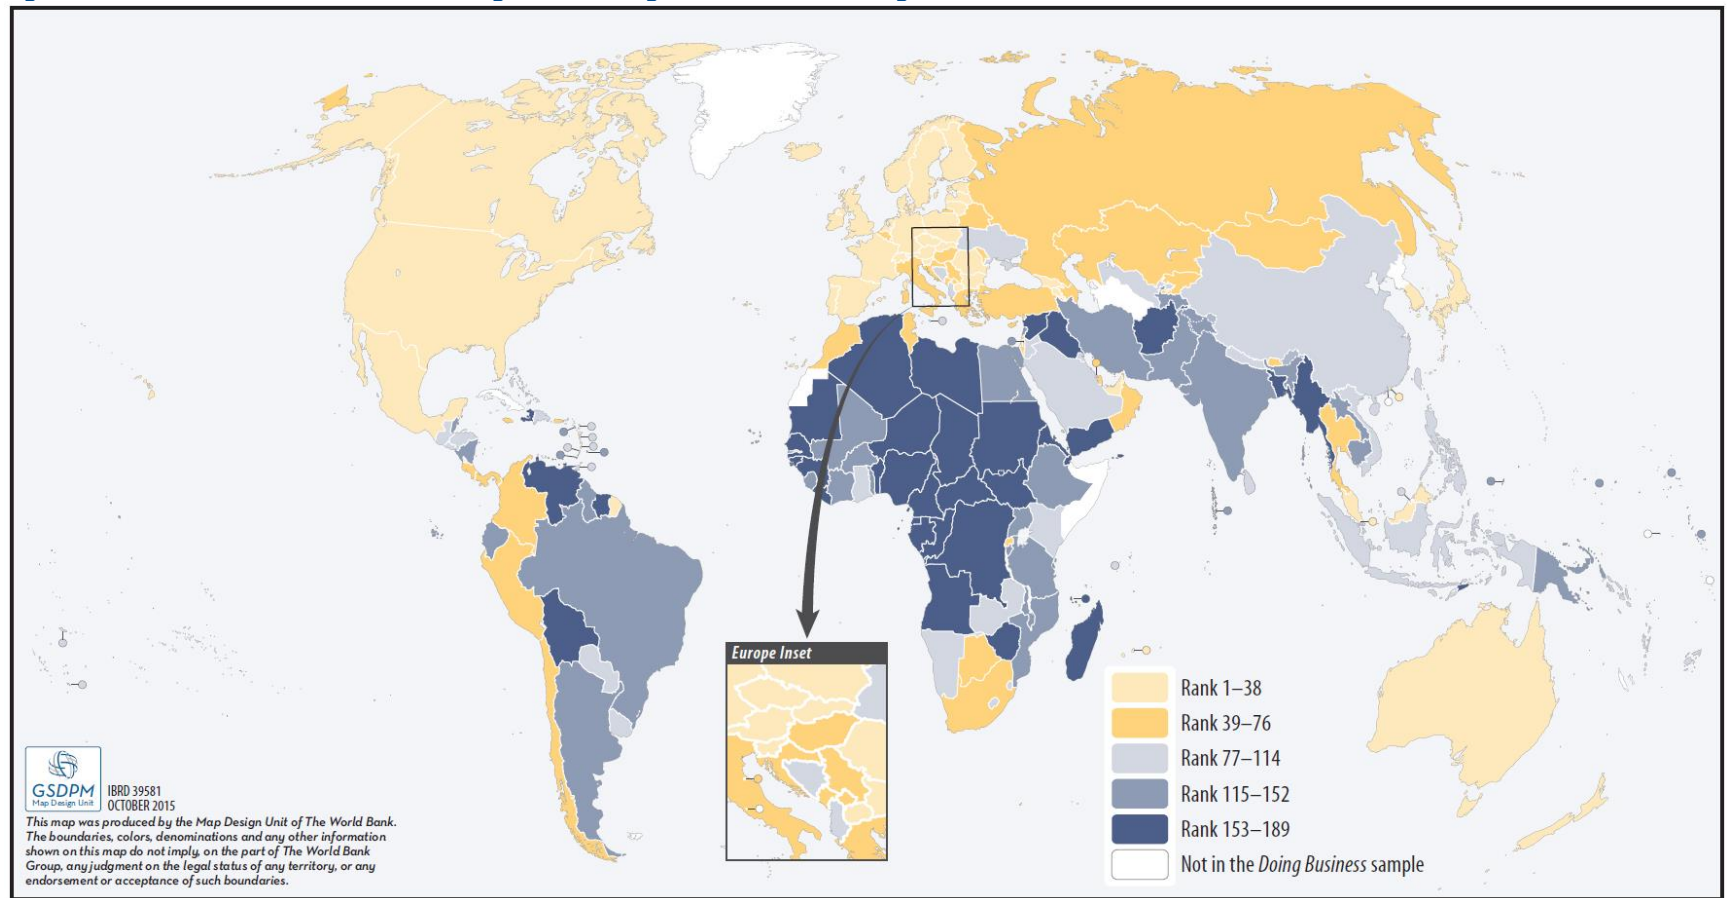 Europe Inset
Rank 1–38
Rank 39–76
Rank 77–114
Rank 115–152
Rank 153–189
Not in the Doing Business sample
GSDPM
Map Design Unit
IBRD 39581
OCTOBER 2015
This map was produced by the Map Design Unit of The World Bank.
The boundaries, colors, denominations and any other information
shown on this map do not imply, on the part of The World Bank
Group, any judgment on the legal status of any territory, or any
endorsement or acceptance of such boundaries.